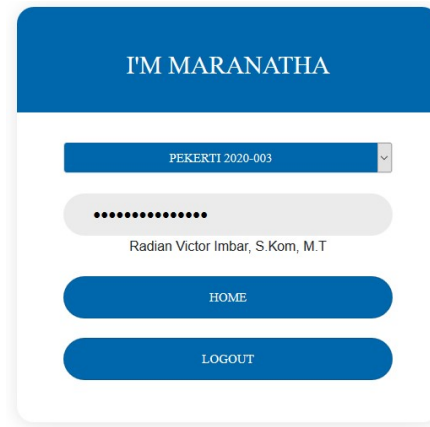 I'M MARANATHA
PEKERTI 2020-003
•••••••••••••••
Radian Victor Imbar, S.Kom, M.T
HOME
LOGOUT